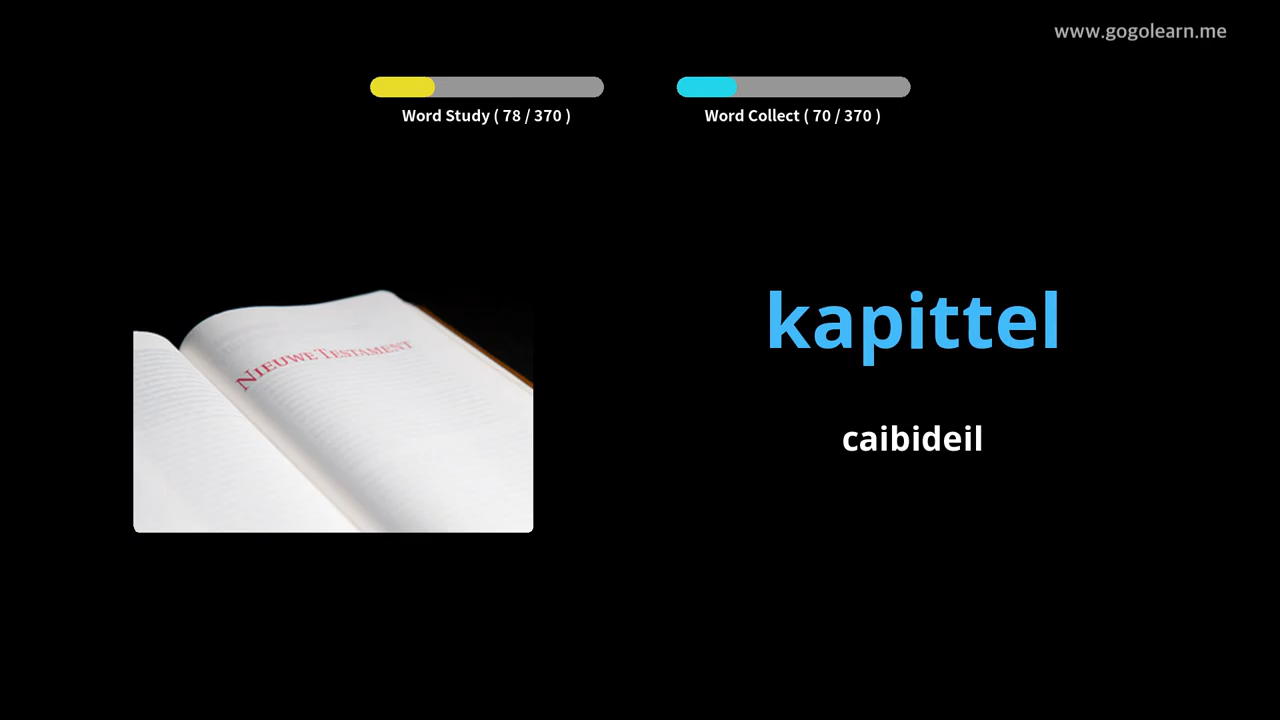 www.gogolearn.me
Word Study ( 78 / 370 )
Word Collect ( 70 / 370 )
NIEUWE TESTAMENT
kapittel
caibideil